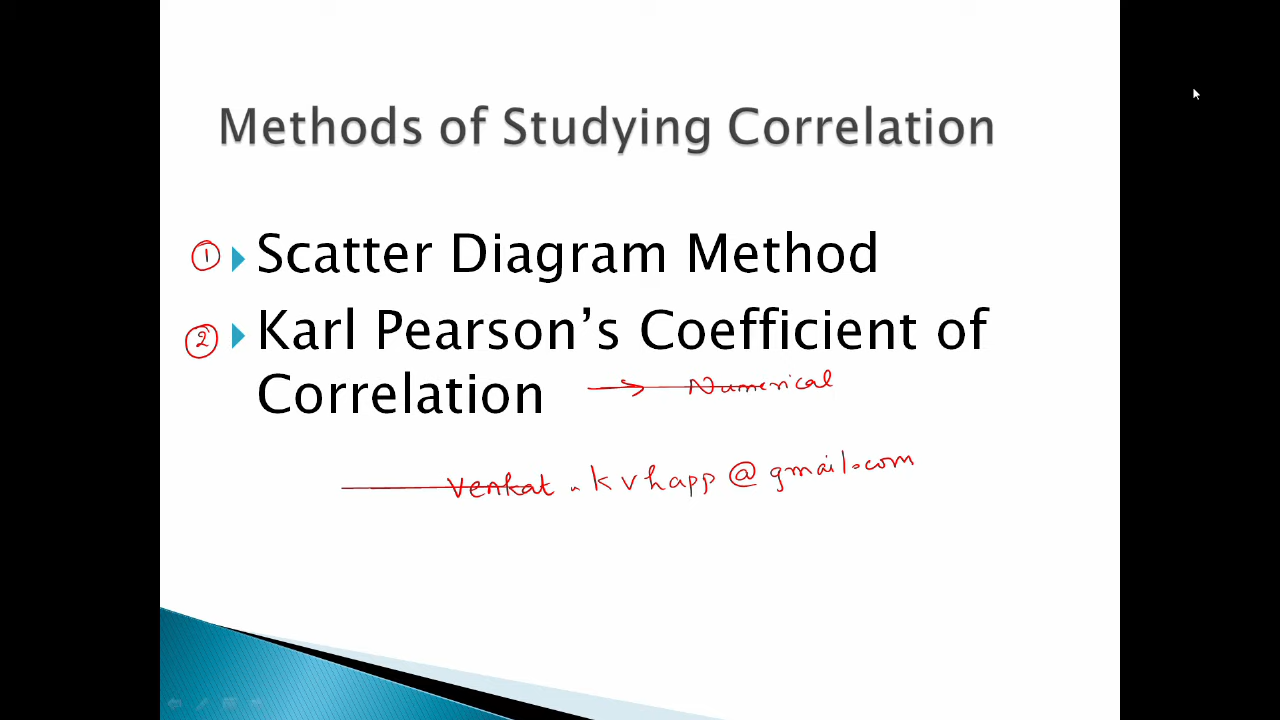 Methods of Studying Correlation
① Scatter Diagram Method
② Karl Pearson’s Coefficient of
Correlation → Numerical
Venkat.kvhapp@gmail.com